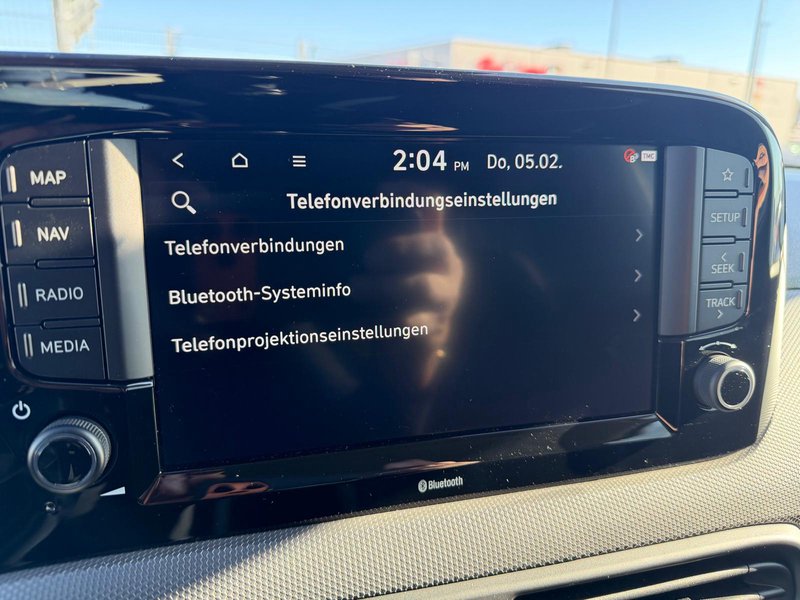 2:04 PM Do, 05.02.
TMC
Telefonverbindungseinstellungen
Telefonverbindungen
Bluetooth-Systeminfo
Telefonprojektionseinstellungen
MAP
NAV
RADIO
MEDIA
SETUP
SEEK
TRACK
Bluetooth